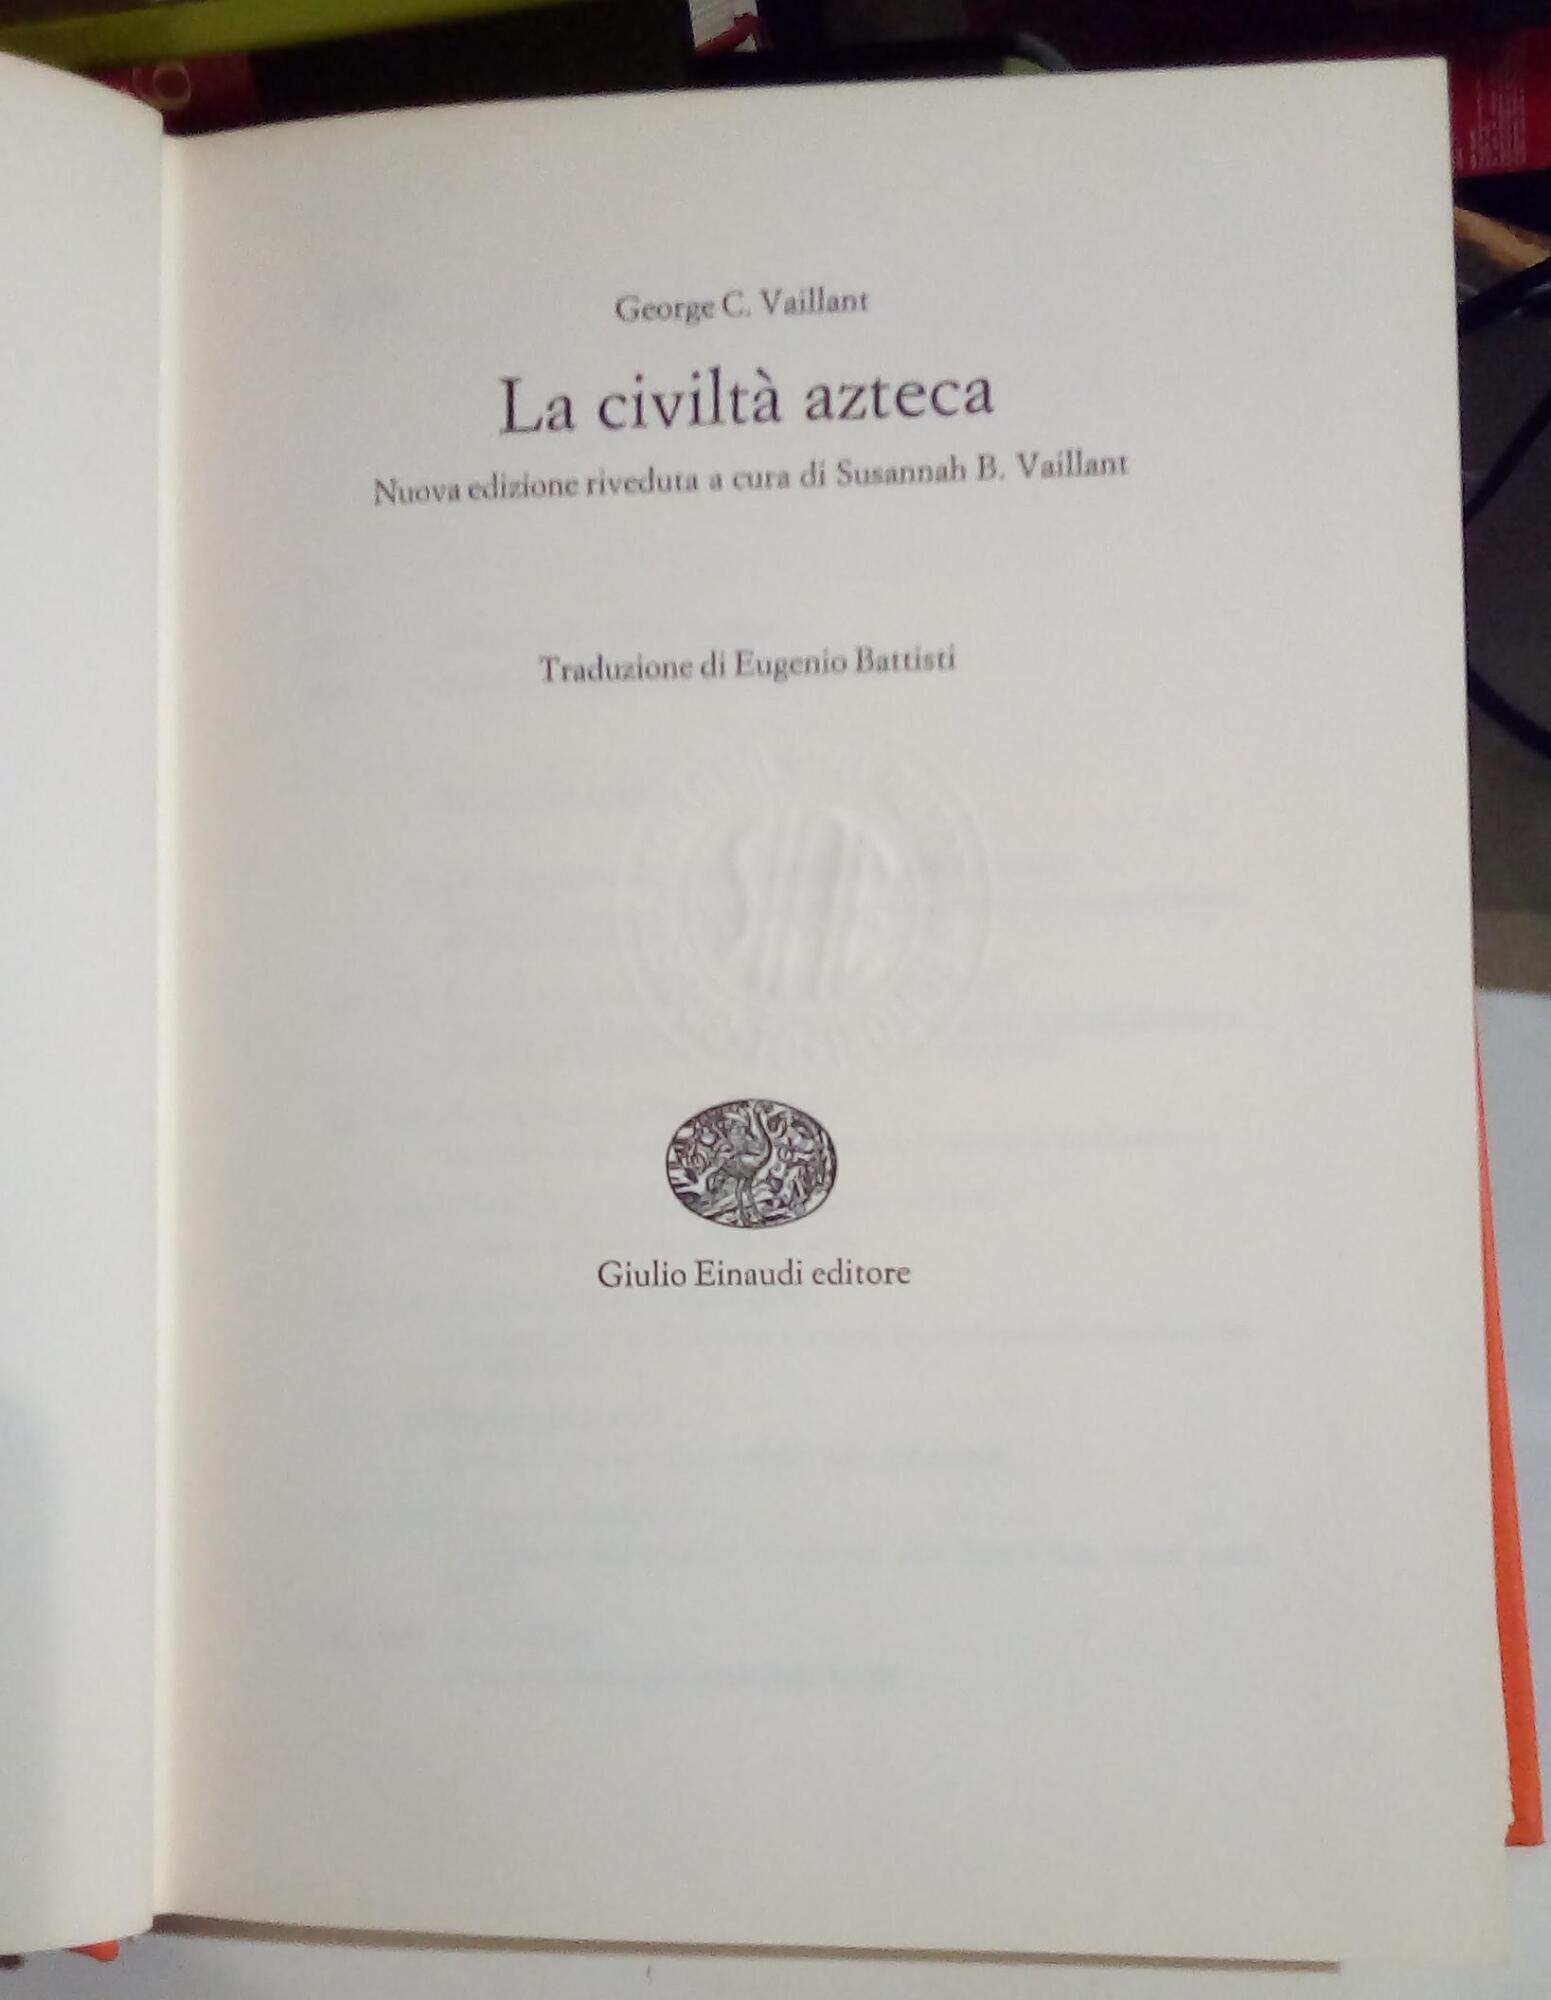 George C. Vaillant
La civiltà azteca
Nuova edizione riveduta a cura di Susannah B. Vaillant
Traduzione di Eugenio Battisti
Giulio Einaudi editore